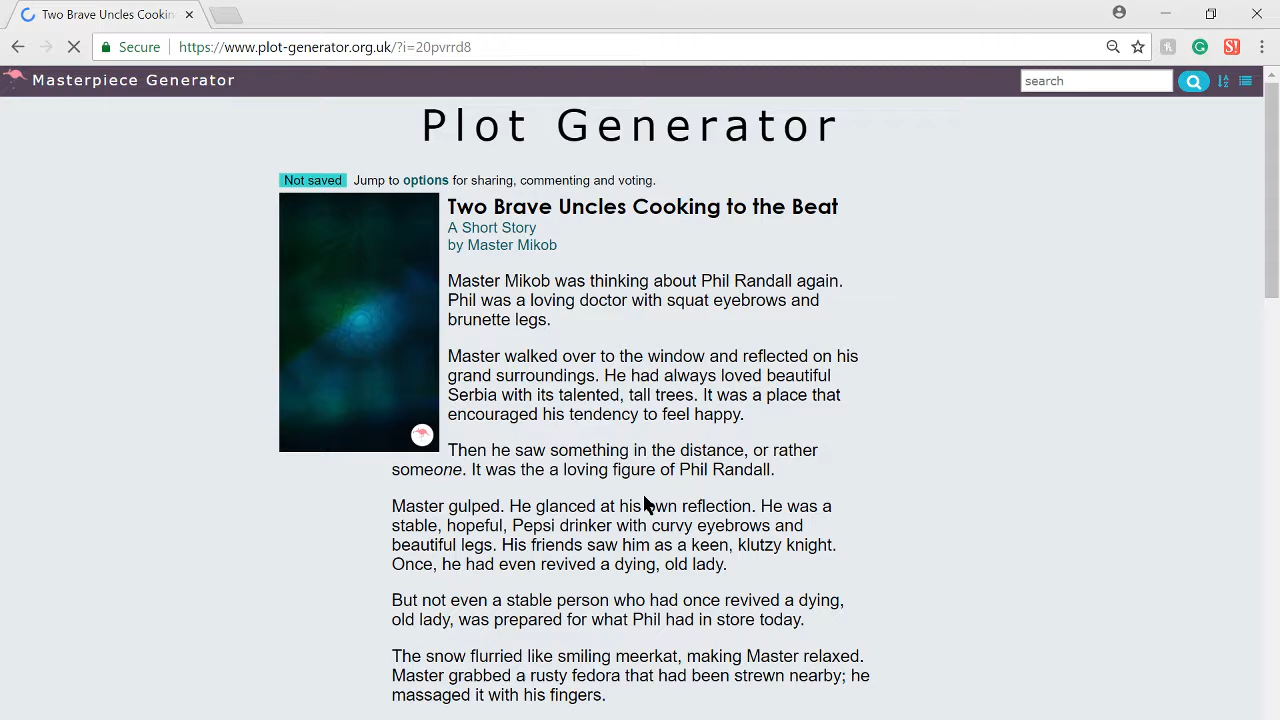 Two Brave Uncles Cookin
Secure
https://www.plot-generator.org.uk/?i=20pvrrd8
Masterpiece Generator
search
Plot Generator
Not saved Jump to options for sharing, commenting and voting.
Two Brave Uncles Cooking to the Beat
A Short Story
by Master Mikob
Master Mikob was thinking about Phil Randall again.
Phil was a loving doctor with squat eyebrows and
brunette legs.
Master walked over to the window and reflected on his
grand surroundings. He had always loved beautiful
Serbia with its talented, tall trees. It was a place that
encouraged his tendency to feel happy.
Then he saw something in the distance, or rather
someone. It was the a loving figure of Phil Randall.
Master gulped. He glanced at his own reflection. He was a
stable, hopeful, Pepsi drinker with curvy eyebrows and
beautiful legs. His friends saw him as a keen, klutzy knight.
Once, he had even revived a dying, old lady.
But not even a stable person who had once revived a dying,
old lady, was prepared for what Phil had in store today.
The snow flurried like smiling meerkat, making Master relaxed.
Master grabbed a rusty fedora that had been strewn nearby; he
massaged it with his fingers.